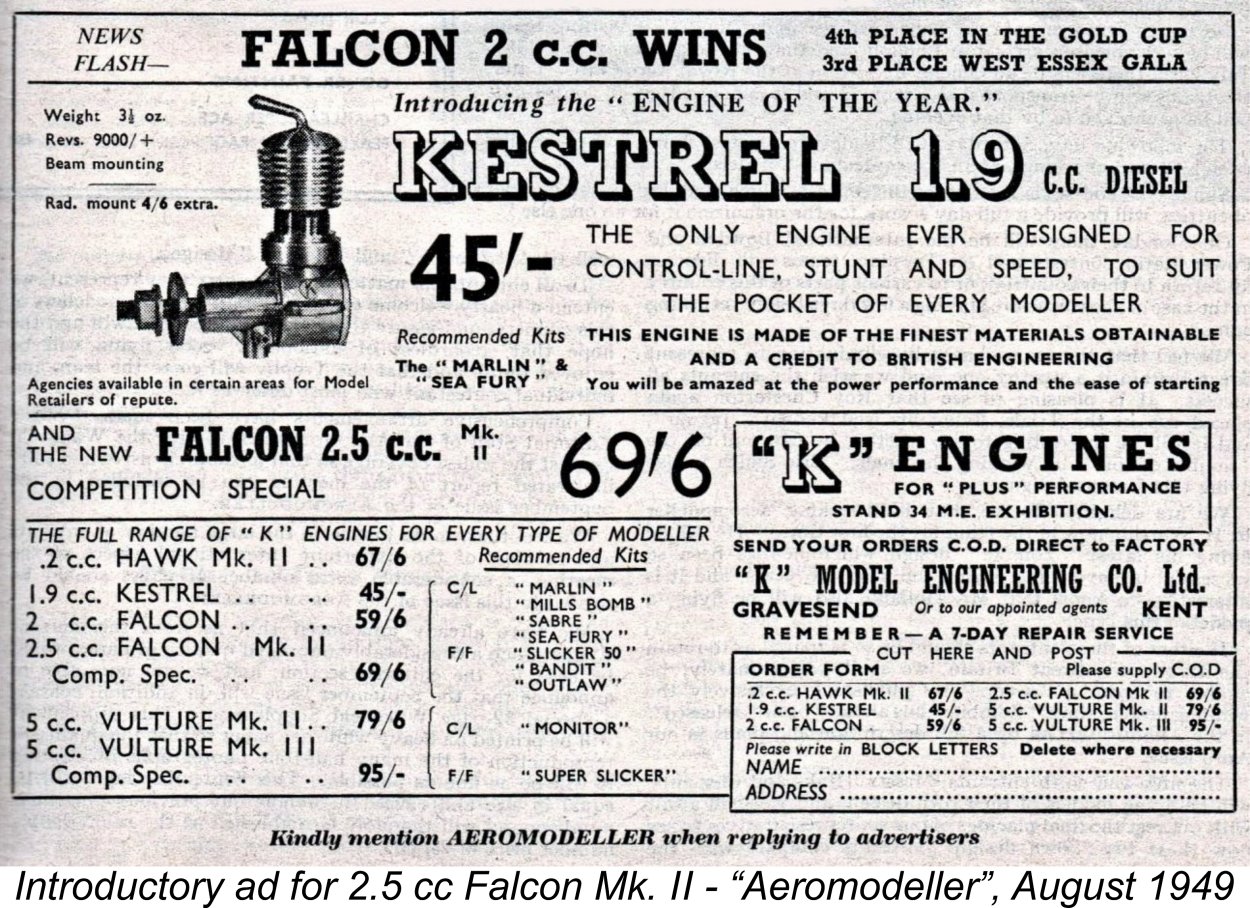 NEWS FLASH—
FALCON 2 c.c. WINS
4th PLACE IN THE GOLD CUP
3rd PLACE WEST ESSEX GALA
Weight 3½ oz.
Revs. 9000/+
Beam mounting
Rad. mount 4/6 extra.
Introducing the "ENGINE OF THE YEAR."
KESTREL 1.9 C.C. DIESEL
45/-
THE ONLY ENGINE EVER DESIGNED FOR
CONTROL-LINE, STUNT AND SPEED, TO SUIT
THE POCKET OF EVERY MODELLER
Recommended Kits
The "MARLIN" &
"SEA FURY"
THIS ENGINE IS MADE OF THE FINEST MATERIALS OBTAINABLE
AND A CREDIT TO BRITISH ENGINEERING
You will be amazed at the power performance and the ease of starting
K
Agencies available in certain areas for Model
Retailers of repute.
AND
THE NEW FALCON 2.5 c.c. Mk. II
COMPETITION SPECIAL
69/6
THE FULL RANGE OF "K" ENGINES FOR EVERY TYPE OF MODELLER
Recommended Kits
.2 c.c. HAWK Mk. II .. 67/6
1.9 c.c. KESTREL .. 45/-
2 c.c. FALCON .. .. 59/6
2.5 c.c. FALCON Mk. II
Comp. Spec. .. 69/6
C/L
"MARLIN"
"MILLS BOMB"
"SABRE"
"SEA FURY"
F/F
"SLICKER 50"
"BANDIT"
"OUTLAW"
5 c.c. VULTURE Mk. II.. 79/6
5 c.c. VULTURE Mk. III
Comp. Spec. .. .. 95/-
C/L "MONITOR"
F/F "SUPER SLICKER"
"K" ENGINES
FOR "PLUS" PERFORMANCE
STAND 34 M.E. EXHIBITION.
SEND YOUR ORDERS C.O.D. DIRECT to FACTORY
"K" MODEL ENGINEERING CO. Ltd.
GRAVESEND Or to our appointed agents KENT
REMEMBER — A 7-DAY REPAIR SERVICE
CUT HERE AND POST
ORDER FORM Please supply C.O.D
.2 c.c. HAWK Mk. II 67/6 2.5 c.c. FALCON Mk II 69/6
1.9 c.c. KESTREL 45/- 5 c.c. VULTURE Mk. II 79/6
2 c.c. FALCON 59/6 5 c.c. VULTURE Mk. III 95/-
Please write in BLOCK LETTERS Delete where necessary
NAME
ADDRESS
Kindly mention AEROMODELLER when replying to advertisers
Introductory ad for 2.5 cc Falcon Mk. II - "Aeromodeller", August 1949